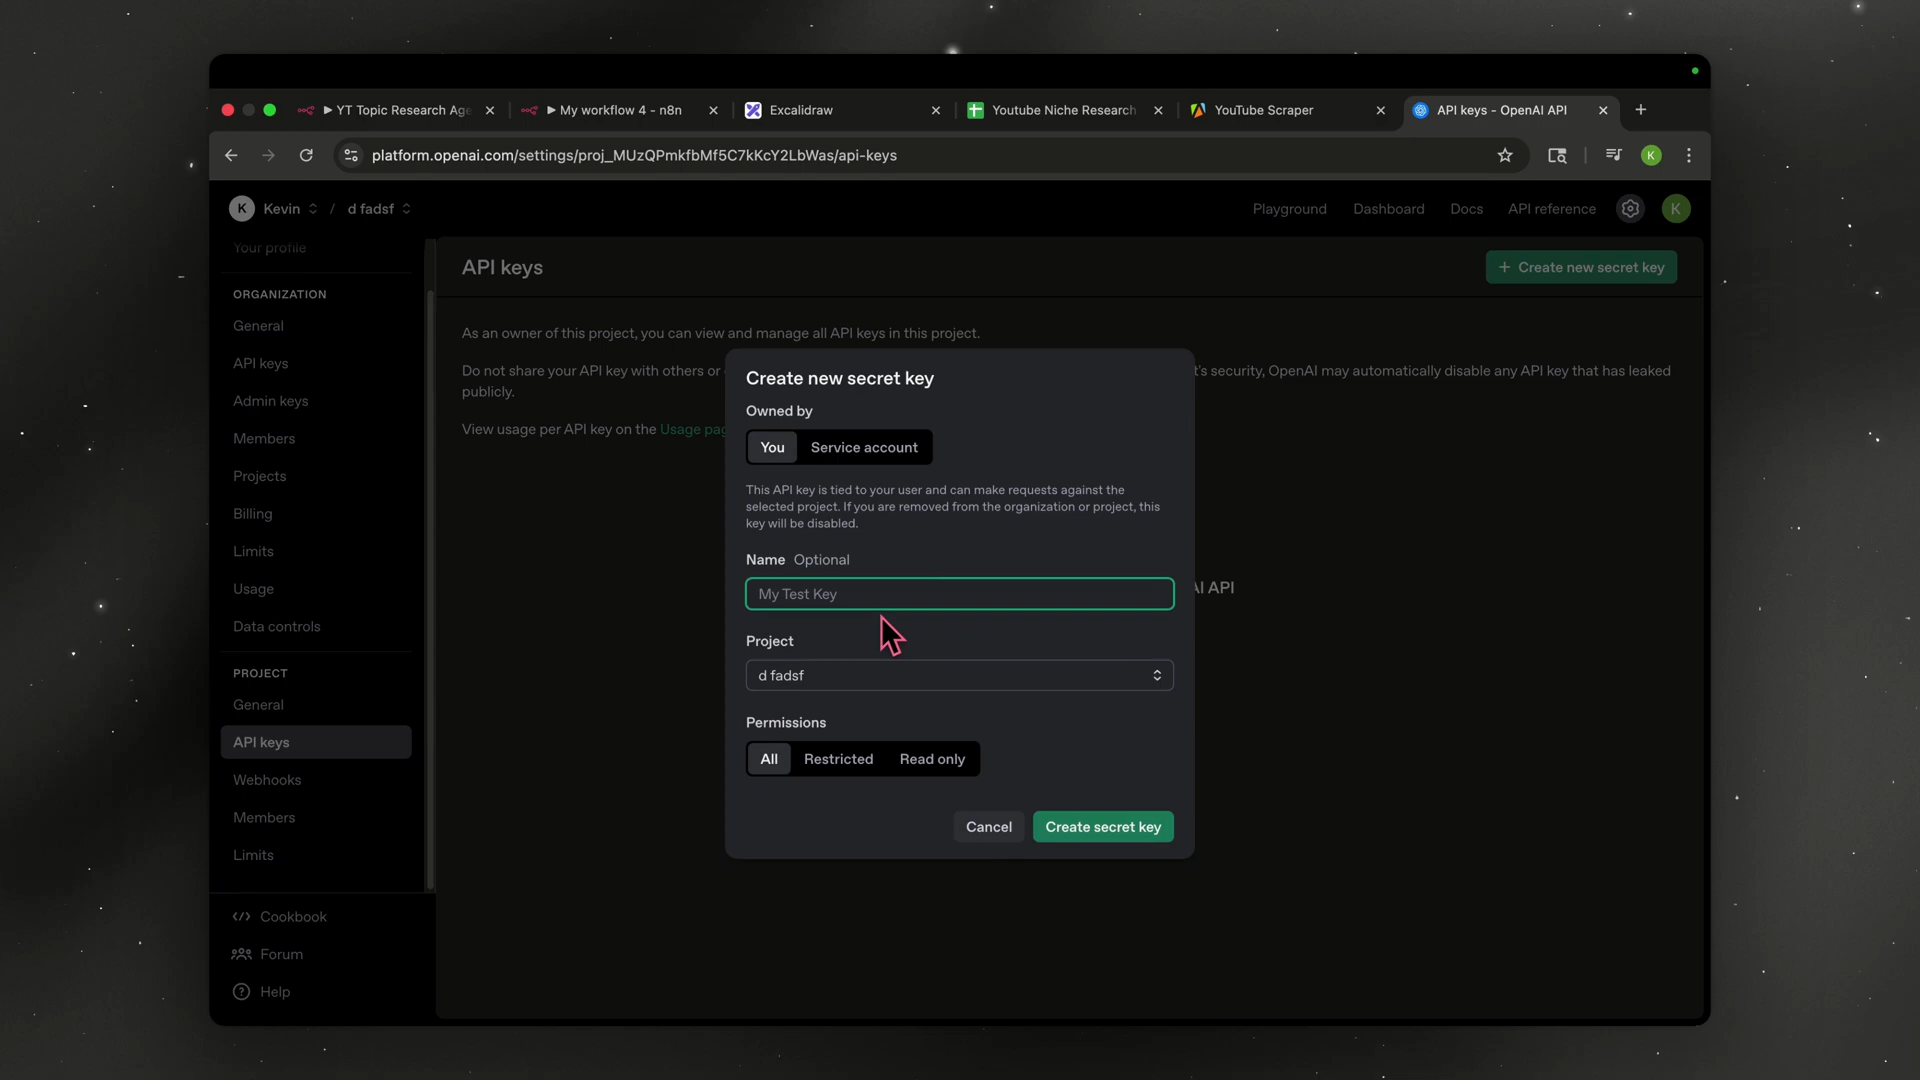 ▶ YT Topic Research Age
▶ My workflow 4 - n8n
Excalidraw
Youtube Niche Research
YouTube Scraper
API keys - OpenAI API
platform.openai.com/settings/proj_MUzQPmkfbMf5C7kKcY2LbWas/api-keys
K
K Kevin / d fadsf
Playground
Dashboard
Docs
API reference
K
Your profile
ORGANIZATION
General
API keys
Admin keys
Members
Projects
Billing
Limits
Usage
Data controls
PROJECT
General
API keys
Webhooks
Members
Limits
Cookbook
Forum
Help
API keys
+ Create new secret key
As an owner of this project, you can view and manage all API keys in this project.
Do not share your API key with others or
t's security, OpenAI may automatically disable any API key that has leaked
publicly.
View usage per API key on the Usage pag
AI API
Create new secret key
Owned by
You
Service account
This API key is tied to your user and can make requests against the
selected project. If you are removed from the organization or project, this
key will be disabled.
Name Optional
My Test Key
Project
d fadsf
Permissions
All
Restricted
Read only
Cancel
Create secret key